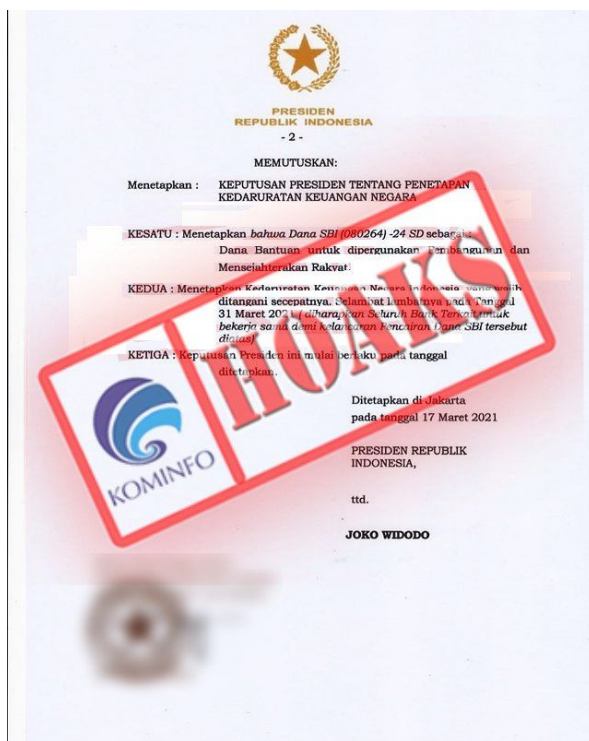 PRESIDEN
REPUBLIK INDONESIA
- 2 -
MEMUTUSKAN:
Menetapkan : KEPUTUSAN PRESIDEN TENTANG PENETAPAN
KEDARURATAN KEUANGAN NEGARA
KESATU : Menetapkan bahwa Dana SBI (080264) -24 SD sebagai :
Dana Bantuan untuk dipergunakan Pembangunan dan
Mensejahterakan Rakyat.
KEDUA : Menetapkan Kedaruratan Keuangan Negara Indonesia, yang wajib
ditangani secepatnya. Selambat lambatnya pada Tanggal
31 Maret 2021 ( diharapkan Seluruh Bank Terkait untuk
bekerja sama demi kelancaran Pencairan Dana SBI tersebut
diatas)
KETIGA : Keputusan Presiden ini mulai berlaku pada tanggal
ditetapkan.
Ditetapkan di Jakarta
pada tanggal 17 Maret 2021
PRESIDEN REPUBLIK
INDONESIA,
ttd.
JOKO WIDODO
KOMINFO
HOAKS